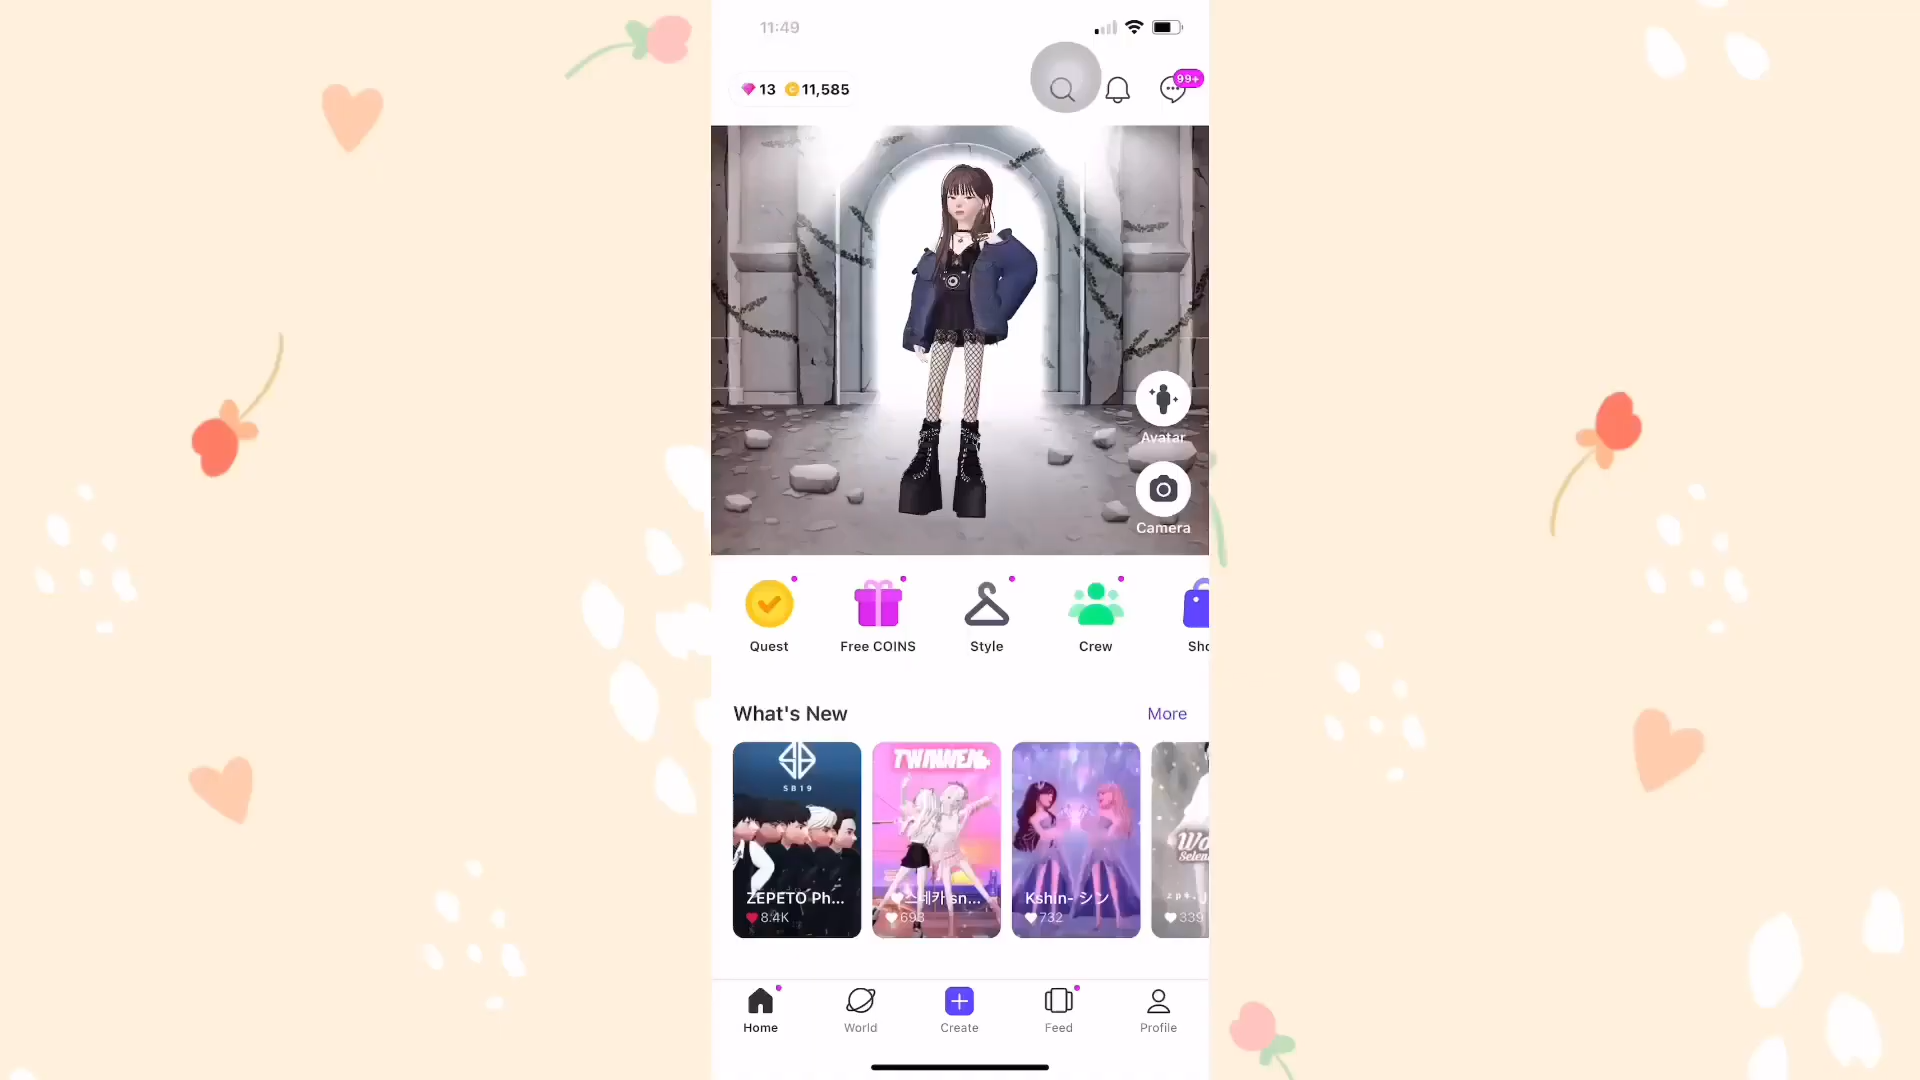 11:49
13 11,585
99+
Avatar
Camera
Quest
Free COINS
Style
Crew
What's New
More
SB19
ZEPETO Ph...
8.4K
693
Kshin- シン
732
339
Home
World
Create
Feed
Profile